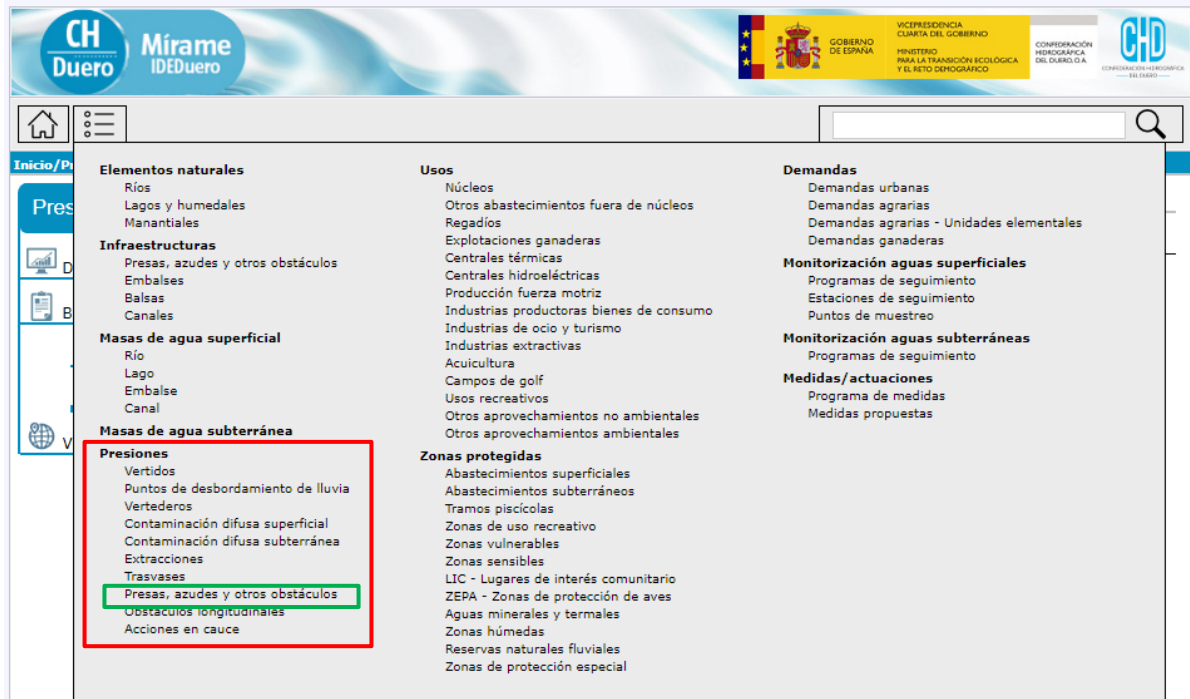 CH
Duero
Mírame
IDEDuero
GOBIERNO
DE ESPAÑA
VICEPRESIDENCIA
CUARTA DEL GOBIERNO
MINISTERIO
PARA LA TRANSICIÓN ECOLÓGICA
Y EL RETO DEMOGRÁFICO
CONFEDERACIÓN
HIDROGRÁFICA
DEL DUERO, O.A.
CHD
CONFEDERACIÓN HIDROGRÁFICA
DEL DUERO
Inicio/Pr
Pres
D
B
V
Elementos naturales
Ríos
Lagos y humedales
Manantiales
Infraestructuras
Presas, azudes y otros obstáculos
Embalses
Balsas
Canales
Masas de agua superficial
Río
Lago
Embalse
Canal
Masas de agua subterránea
Presiones
Vertidos
Puntos de desbordamiento de lluvia
Vertederos
Contaminación difusa superficial
Contaminación difusa subterránea
Extracciones
Trasvases
Presas, azudes y otros obstáculos
Obstáculos longitudinales
Acciones en cauce
Usos
Núcleos
Otros abastecimientos fuera de núcleos
Regadíos
Explotaciones ganaderas
Centrales térmicas
Centrales hidroeléctricas
Producción fuerza motriz
Industrias productoras bienes de consumo
Industrias de ocio y turismo
Industrias extractivas
Acuicultura
Campos de golf
Usos recreativos
Otros aprovechamientos no ambientales
Otros aprovechamientos ambientales
Zonas protegidas
Abastecimientos superficiales
Abastecimientos subterráneos
Tramos piscícolas
Zonas de uso recreativo
Zonas vulnerables
Zonas sensibles
LIC - Lugares de interés comunitario
ZEPA - Zonas de protección de aves
Aguas minerales y termales
Zonas húmedas
Reservas naturales fluviales
Zonas de protección especial
Demandas
Demandas urbanas
Demandas agrarias
Demandas agrarias - Unidades elementales
Demandas ganaderas
Monitorización aguas superficiales
Programas de seguimiento
Estaciones de seguimiento
Puntos de muestreo
Monitorización aguas subterráneas
Programas de seguimiento
Medidas/actuaciones
Programa de medidas
Medidas propuestas